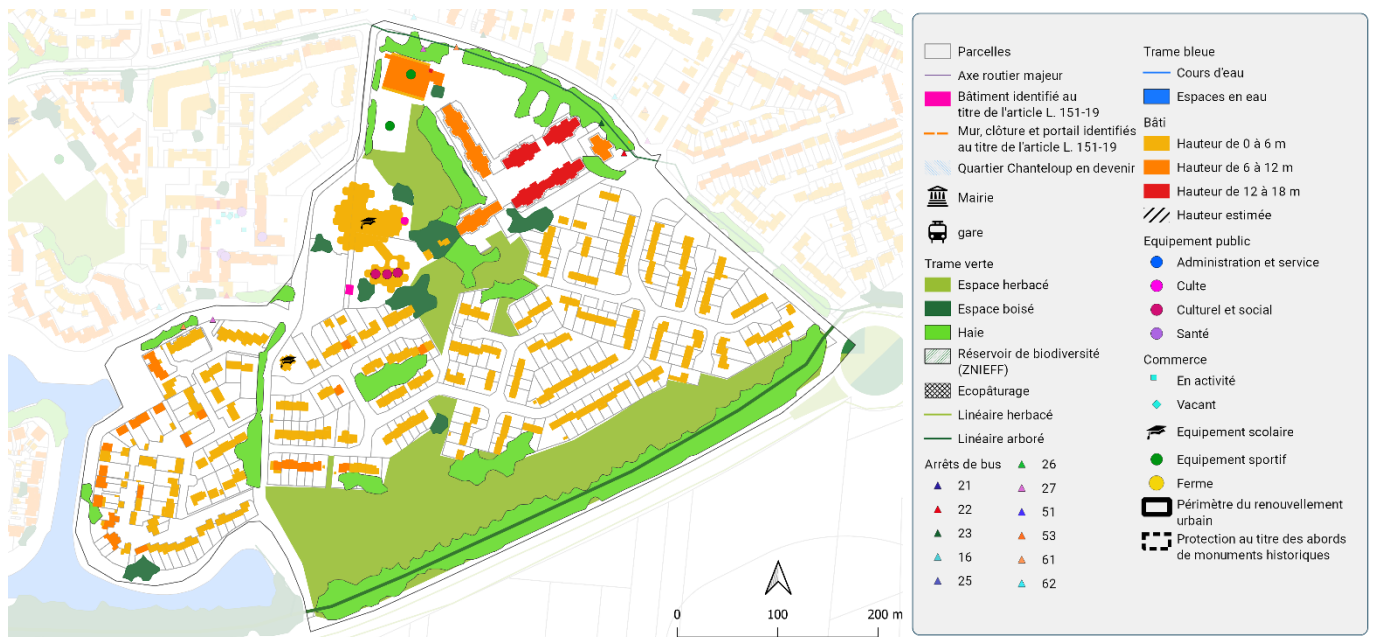 0
100
200 m
Parcelles
Axe routier majeur
Bâtiment identifié au
titre de l'article L. 151-19
Mur, clôture et portail identifiés
au titre de l'article L. 151-19
Quartier Chanteloup en devenir
Mairie
gare
Trame verte
Espace herbacé
Espace boisé
Haie
Réservoir de biodiversité
(ZNIEFF)
Ecopâturage
Linéaire herbacé
Linéaire arboré
Arrêts de bus
21
22
23
16
25
26
27
51
53
61
62
Trame bleue
Cours d'eau
Espaces en eau
Bâti
Hauteur de 0 à 6 m
Hauteur de 6 à 12 m
Hauteur de 12 à 18 m
Hauteur estimée
Equipement public
Administration et service
Culte
Culturel et social
Santé
Commerce
En activité
Vacant
Equipement scolaire
Equipement sportif
Ferme
Périmètre du renouvellement
urbain
Protection au titre des abords
de monuments historiques